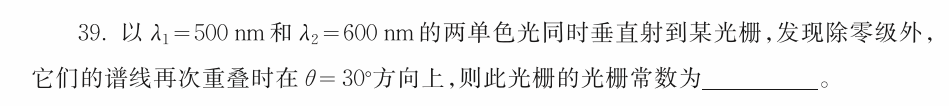 39. 以 λ₁=500 nm 和 λ₂=600 nm 的两单色光同时垂直射到某光栅,发现除零级外,
它们的谱线再次重叠时在 θ=30°方向上,则此光栅的光栅常数为__________。